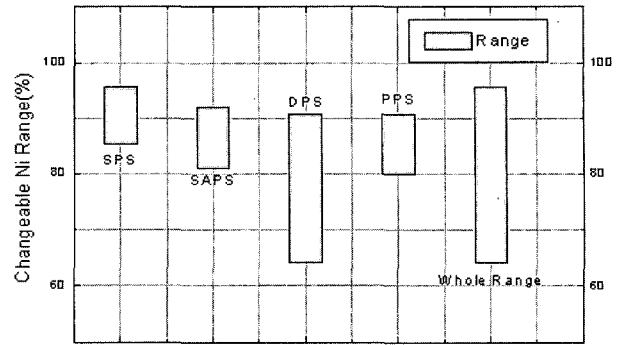 Range
100
100
Changeable Ni Range(%)
DPS
PPS
SPS
80
80
SAPS
Whole Range
60
60